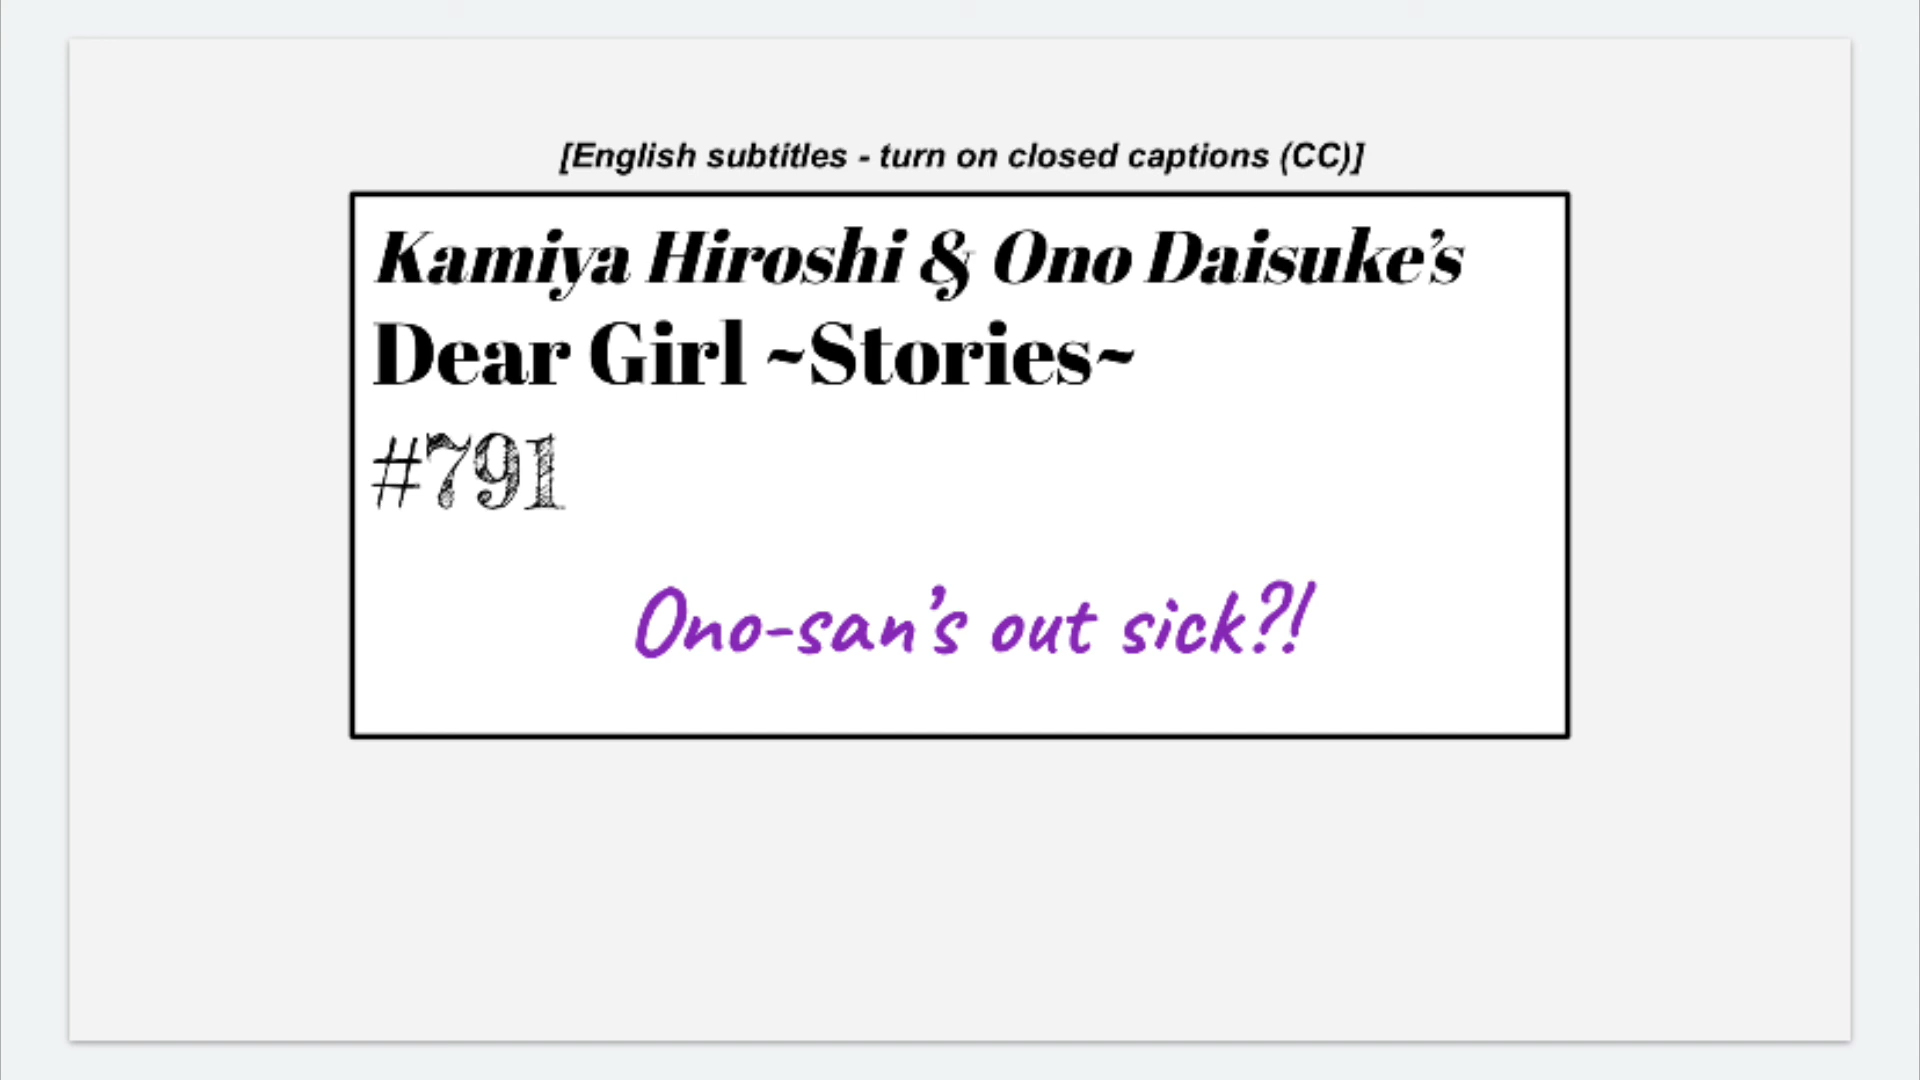 [English subtitles - turn on closed captions (CC)]
Kamiya Hiroshi & Ono Daisuke’s
Dear Girl ~Stories~
#791
Ono-san’s out sick?!